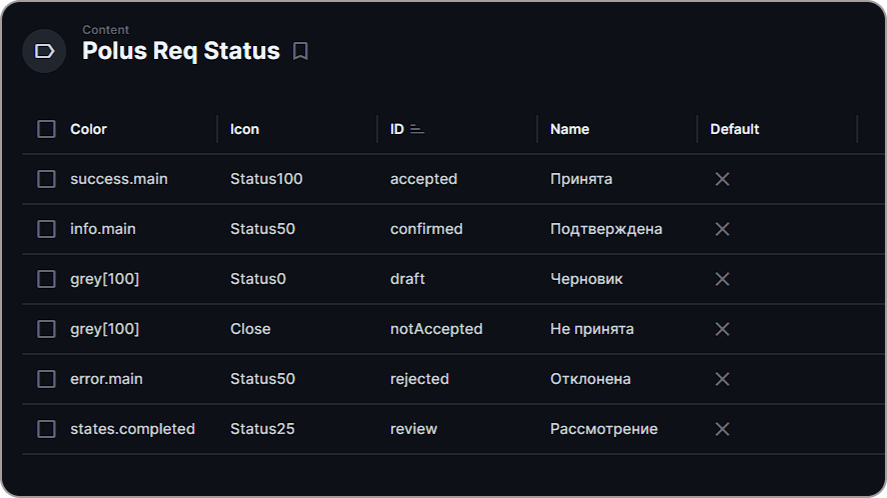 Content
Polus Req Status
Color Icon ID Name Default
success.main Status100 accepted Принята
info.main Status50 confirmed Подтверждена
grey[100] Status0 draft Черновик
grey[100] Close notAccepted Не принята
error.main Status50 rejected Отклонена
states.completed Status25 review Рассмотрение